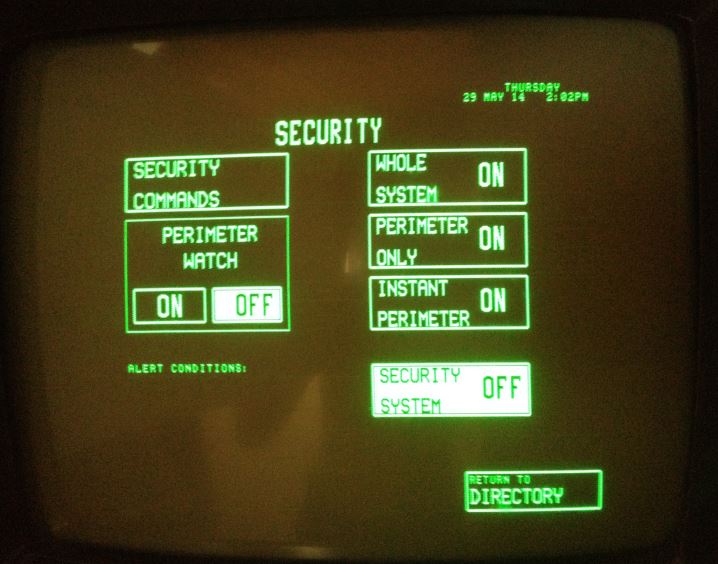 THURSDAY
29 MAY 14 2:02PM
SECURITY
SECURITY
COMMANDS
PERIMETER
WATCH
ON OFF
ALERT CONDITIONS:
WHOLE
SYSTEM ON
PERIMETER
ONLY ON
INSTANT
PERIMETER ON
SECURITY
SYSTEM OFF
RETURN TO
DIRECTORY